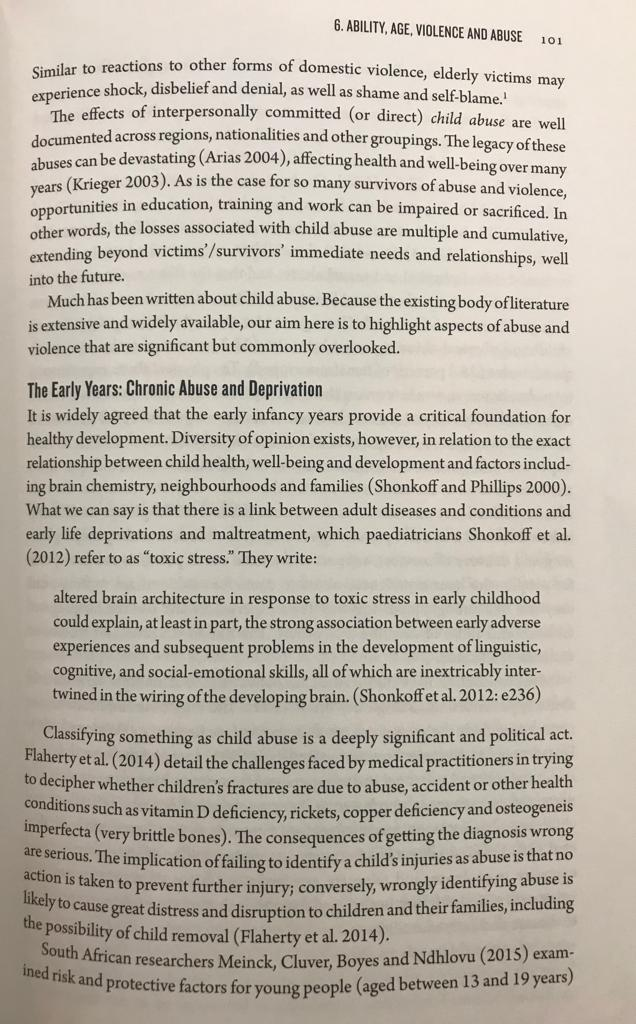 6. ABILITY, AGE, VIOLENCE AND ABUSE 101
Similar to reactions to other forms of domestic violence, elderly victims may
experience shock, disbelief and denial, as well as shame and self-blame.¹
The effects of interpersonally committed (or direct) child abuse are well
documented across regions, nationalities and other groupings. The legacy of these
abuses can be devastating (Arias 2004), affecting health and well-being over many
years (Krieger 2003). As is the case for so many survivors of abuse and violence,
opportunities in education, training and work can be impaired or sacrificed. In
other words, the losses associated with child abuse are multiple and cumulative,
extending beyond victims'/survivors' immediate needs and relationships, well
into the future.
Much has been written about child abuse. Because the existing body of literature
is extensive and widely available, our aim here is to highlight aspects of abuse and
violence that are significant but commonly overlooked.
The Early Years: Chronic Abuse and Deprivation
It is widely agreed that the early infancy years provide a critical foundation for
healthy development. Diversity of opinion exists, however, in relation to the exact
relationship between child health, well-being and development and factors includ-
ing brain chemistry, neighbourhoods and families (Shonkoff and Phillips 2000).
What we can say is that there is a link between adult diseases and conditions and
early life deprivations and maltreatment, which paediatricians Shonkoff et al.
(2012) refer to as “toxic stress.” They write:
altered brain architecture in response to toxic stress in early childhood
could explain, at least in part, the strong association between early adverse
experiences and subsequent problems in the development of linguistic,
cognitive, and social-emotional skills, all of which are inextricably inter-
twined in the wiring of the developing brain. (Shonkoff et al. 2012: e236)
Classifying something as child abuse is a deeply significant and political act.
Flaherty et al. (2014) detail the challenges faced by medical practitioners in trying
to decipher whether children's fractures are due to abuse, accident or other health
conditions such as vitamin D deficiency, rickets, copper deficiency and osteogeneis
imperfecta (very brittle bones). The consequences of getting the diagnosis wrong
are serious. The implication of failing to identify a child's injuries as abuse is that no
action is taken to prevent further injury; conversely, wrongly identifying abuse is
likely to cause great distress and disruption to children and their families, including
the possibility of child removal (Flaherty et al. 2014).
South African researchers Meinck, Cluver, Boyes and Ndhlovu (2015) exam-
ined risk and protective factors for young people (aged between 13 and 19 years)